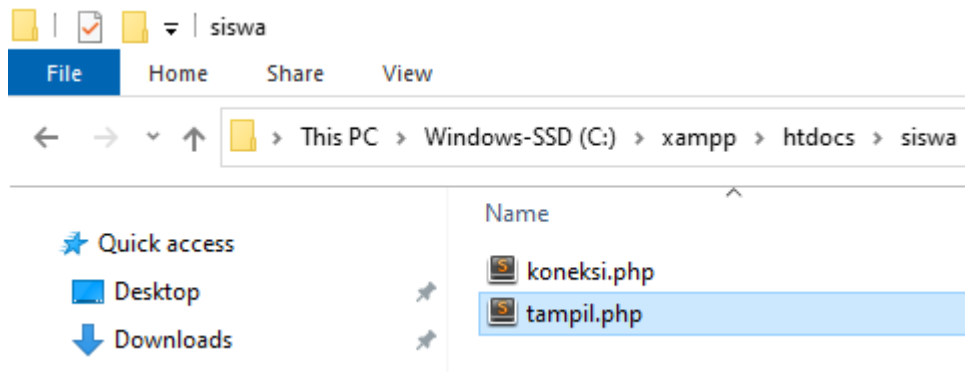 siswa
File Home Share View
This PC > Windows-SSD (C:) > xampp > htdocs > siswa
Name
Quick access
koneksi.php
Desktop
tampil.php
Downloads